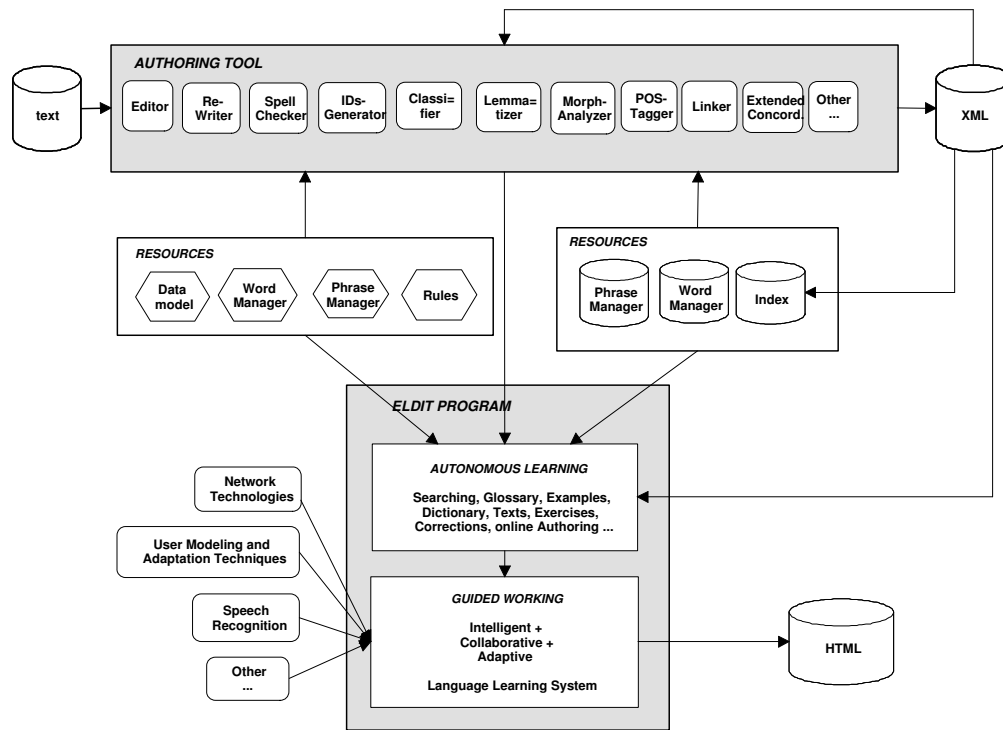 AUTHORING TOOL
text
Editor
Re-
Writer
Spell
Checker
IDs-
Generator
Classi=
fier
Lemma=
tizer
Morph-
Analyzer
POS-
Tagger
Linker
Extended
Concord.
Other
...
XML
RESOURCES
Data
model
Word
Manager
Phrase
Manager
Rules
RESOURCES
Phrase
Manager
Word
Manager
Index
ELDIT PROGRAM
AUTONOMOUS LEARNING
Searching, Glossary, Examples,
Dictionary, Texts, Exercises,
Corrections, online Authoring ...
Network
Technologies
User Modeling and
Adaptation Techniques
Speech
Recognition
Other
...
GUIDED WORKING
Intelligent +
Collaborative +
Adaptive
Language Learning System
HTML